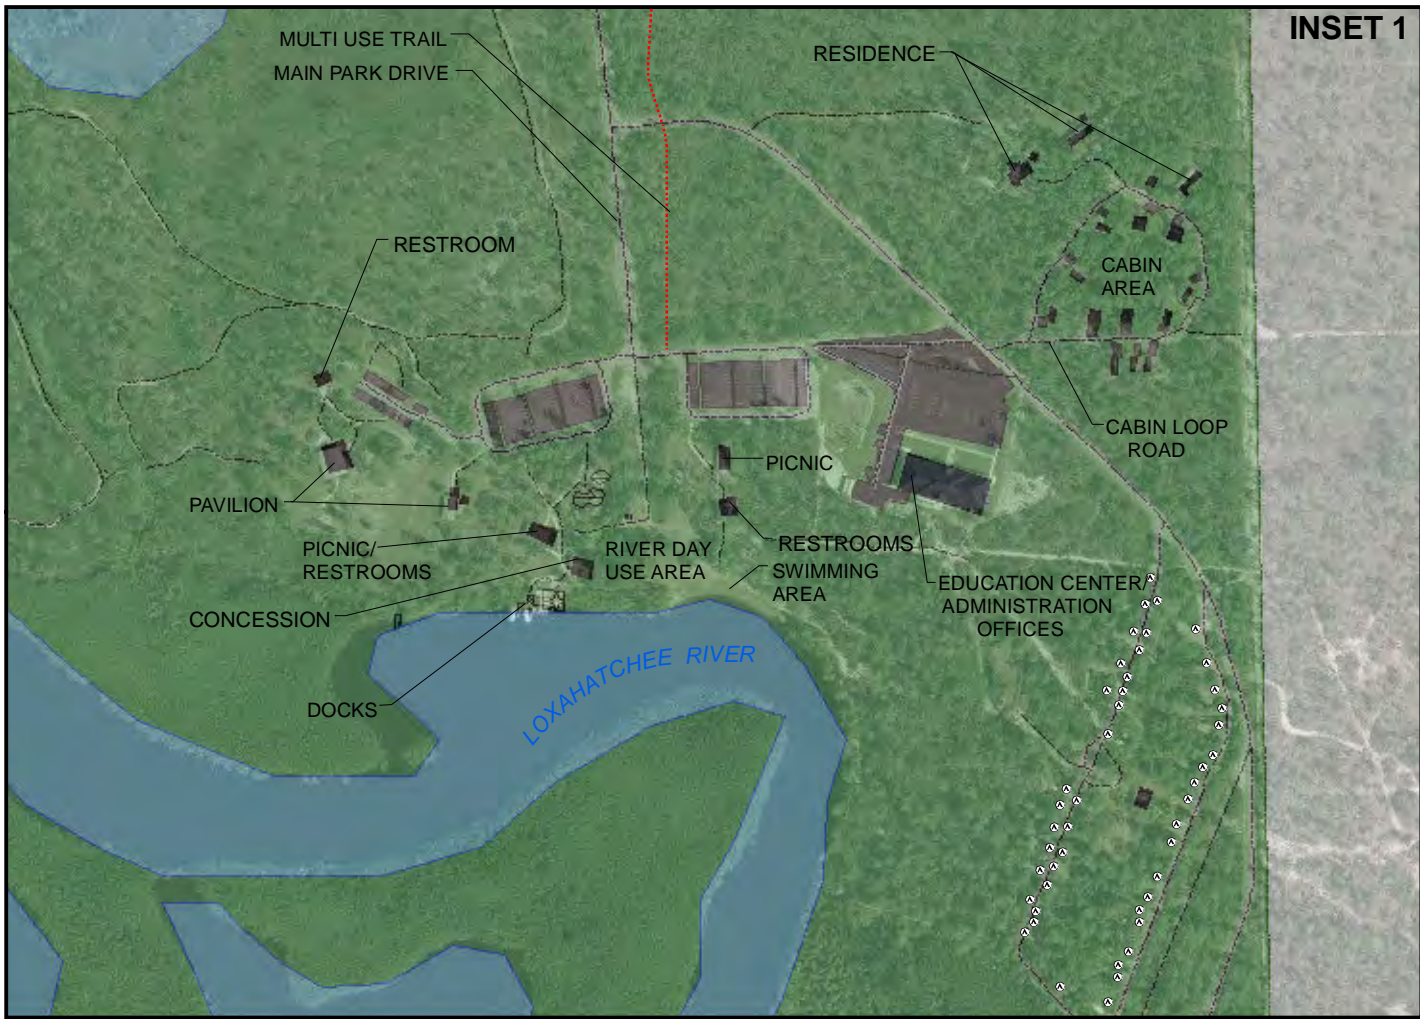 INSET 1
MULTI USE TRAIL
MAIN PARK DRIVE
RESIDENCE
RESTROOM
CABIN
AREA
CABIN LOOP
ROAD
PICNIC
PAVILION
RESTROOMS
PICNIC/
RESTROOMS
RIVER DAY
USE AREA
SWIMMING
AREA
EDUCATION CENTER/
ADMINISTRATION
OFFICES
CONCESSION
LOXAHATCHEE RIVER
DOCKS